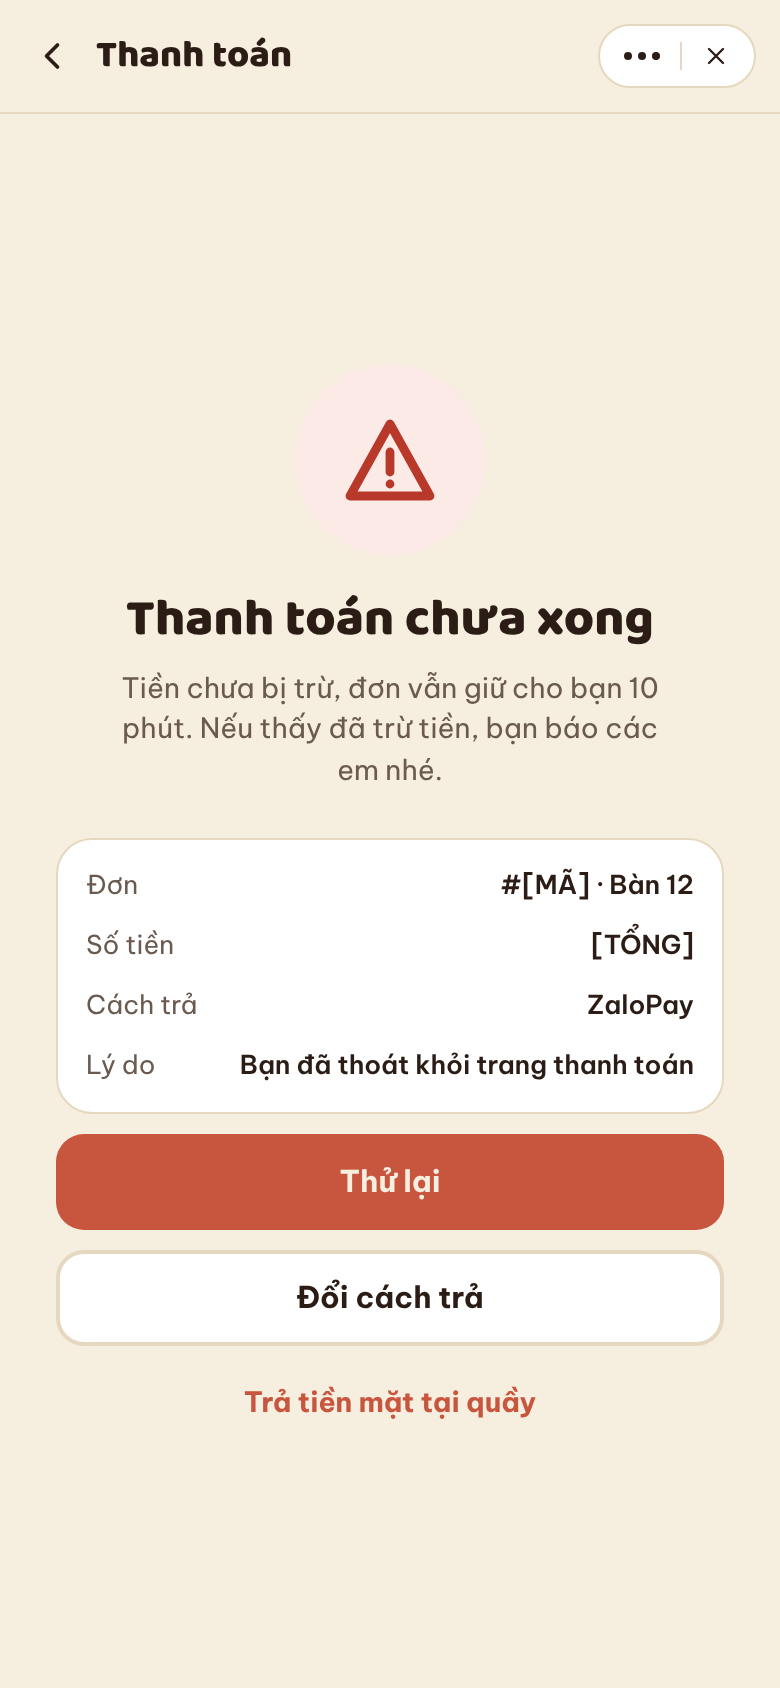 Thanh toán
Thanh toán chưa xong
Tiền chưa bị trừ, đơn vẫn giữ cho bạn 10
phút. Nếu thấy đã trừ tiền, bạn báo các
em nhé.
Đơn #[MÃ] · Bàn 12
Số tiền [TỔNG]
Cách trả ZaloPay
Lý do Bạn đã thoát khỏi trang thanh toán
Thử lại
Đổi cách trả
Trả tiền mặt tại quầy